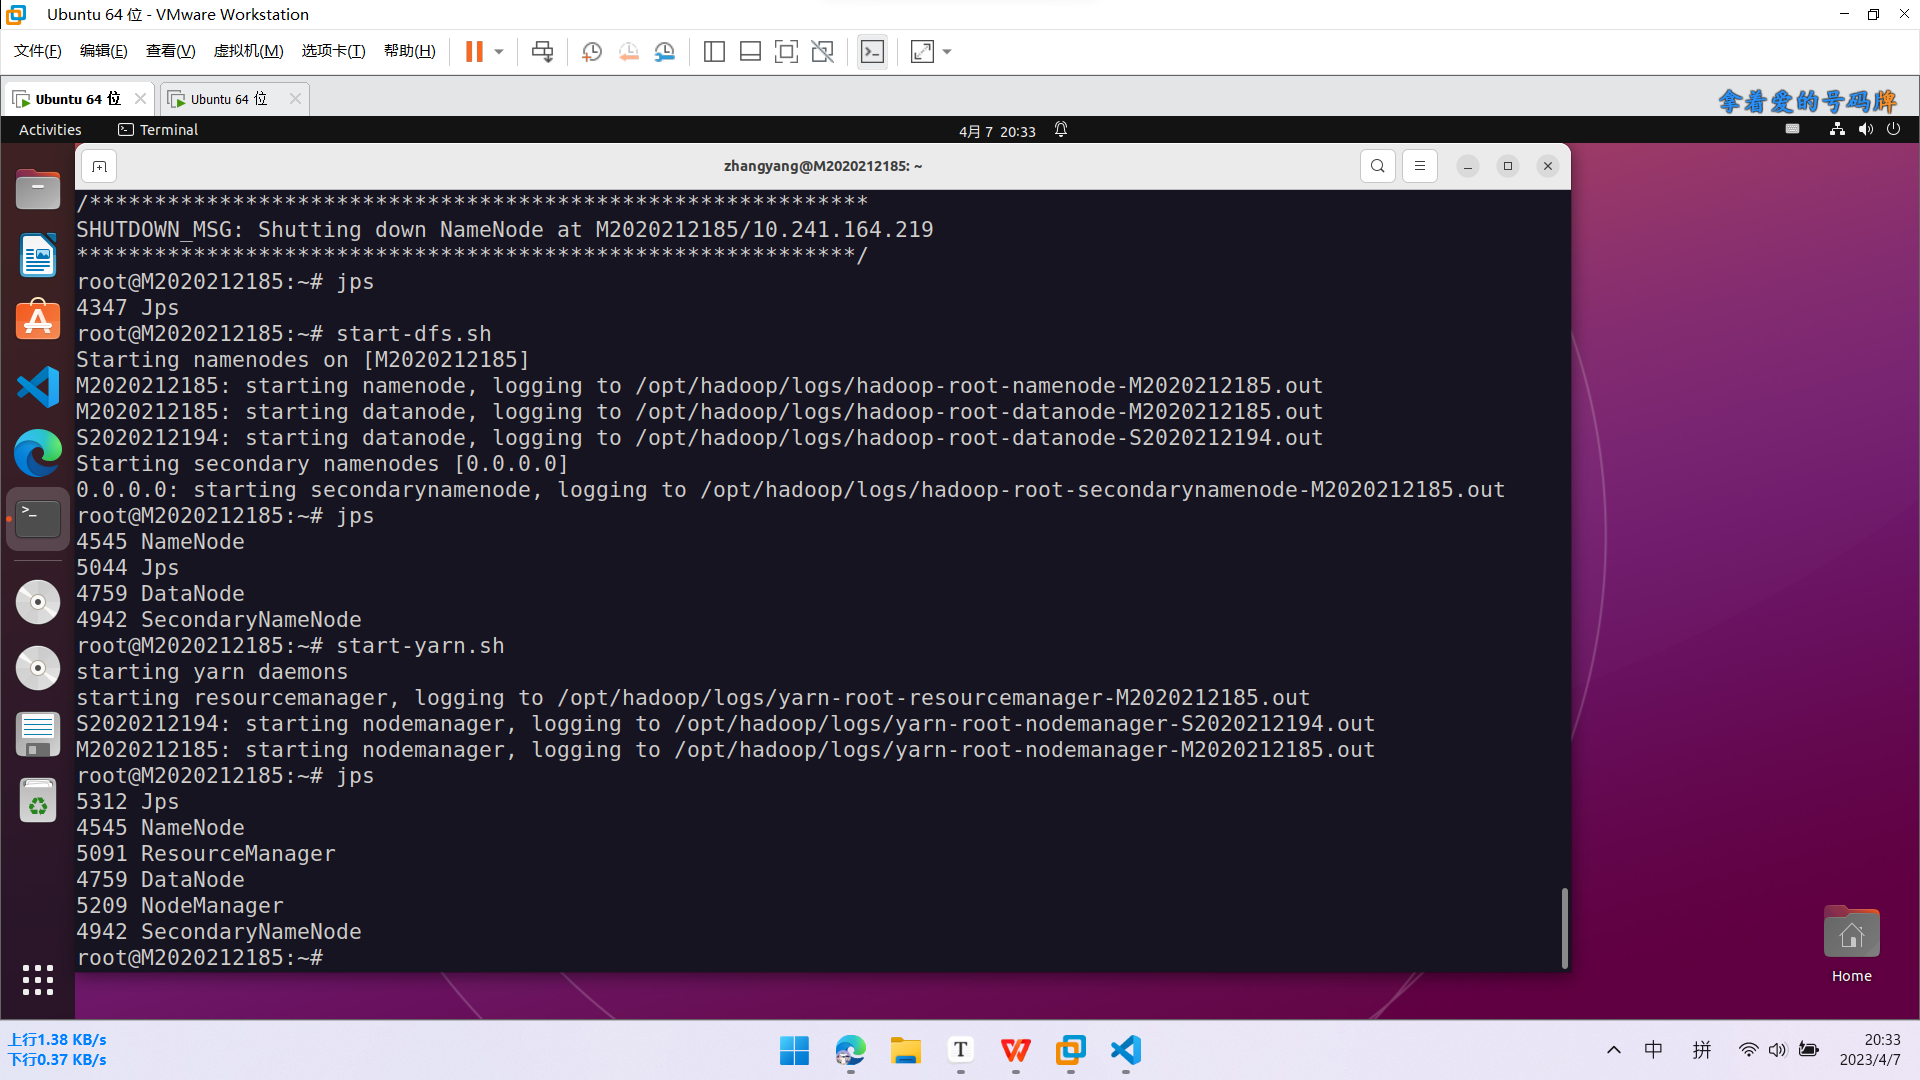 Ubuntu 64 位 - VMware Workstation
文件(F) 编辑(E) 查看(V) 虚拟机(M) 选项卡(T) 帮助(H)
Ubuntu 64 位 Ubuntu 64 位 拿着爱的号码牌
Activities Terminal 4月 7 20:33
zhangyang@M2020212185: ~
/************************************************************
SHUTDOWN_MSG: Shutting down NameNode at M2020212185/10.241.164.219
************************************************************/
root@M2020212185:~# jps
4347 Jps
root@M2020212185:~# start-dfs.sh
Starting namenodes on [M2020212185]
M2020212185: starting namenode, logging to /opt/hadoop/logs/hadoop-root-namenode-M2020212185.out
M2020212185: starting datanode, logging to /opt/hadoop/logs/hadoop-root-datanode-M2020212185.out
S2020212194: starting datanode, logging to /opt/hadoop/logs/hadoop-root-datanode-S2020212194.out
Starting secondary namenodes [0.0.0.0]
0.0.0.0: starting secondarynamenode, logging to /opt/hadoop/logs/hadoop-root-secondarynamenode-M2020212185.out
root@M2020212185:~# jps
4545 NameNode
5044 Jps
4759 DataNode
4942 SecondaryNameNode
root@M2020212185:~# start-yarn.sh
starting yarn daemons
starting resourcemanager, logging to /opt/hadoop/logs/yarn-root-resourcemanager-M2020212185.out
S2020212194: starting nodemanager, logging to /opt/hadoop/logs/yarn-root-nodemanager-S2020212194.out
M2020212185: starting nodemanager, logging to /opt/hadoop/logs/yarn-root-nodemanager-M2020212185.out
root@M2020212185:~# jps
5312 Jps
4545 NameNode
5091 ResourceManager
4759 DataNode
5209 NodeManager
4942 SecondaryNameNode
root@M2020212185:~#
Home
上行1.38 KB/s
下行0.37 KB/s
中 拼
20:33
2023/4/7